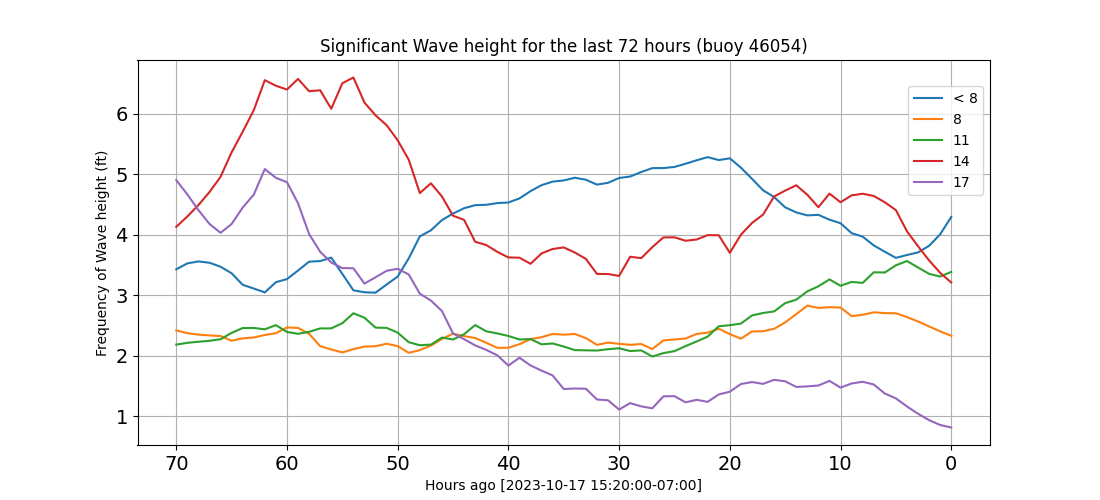 Significant Wave height for the last 72 hours (buoy 46054)
Frequency of Wave height (ft)
6
5
4
3
2
1
< 8
8
11
14
17
70 60 50 40 30 20 10 0
Hours ago [2023-10-17 15:20:00-07:00]